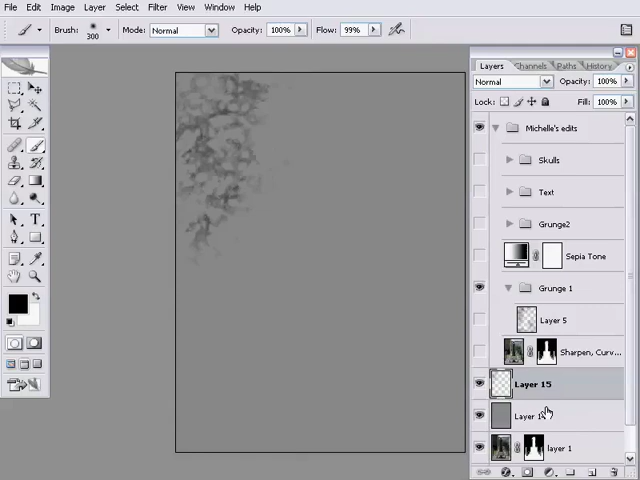 File Edit Image Layer Select Filter View Window Help
Brush: 300 Mode: Normal Opacity: 100% Flow: 99%
Layers Channels Paths History
Normal Opacity: 100%
Lock: Fill: 100%
Michelle's edits
Skulls
Text
Grunge2
Sepia Tone
Grunge 1
Layer 5
Sharpen, Curv...
Layer 15
Layer
layer 1